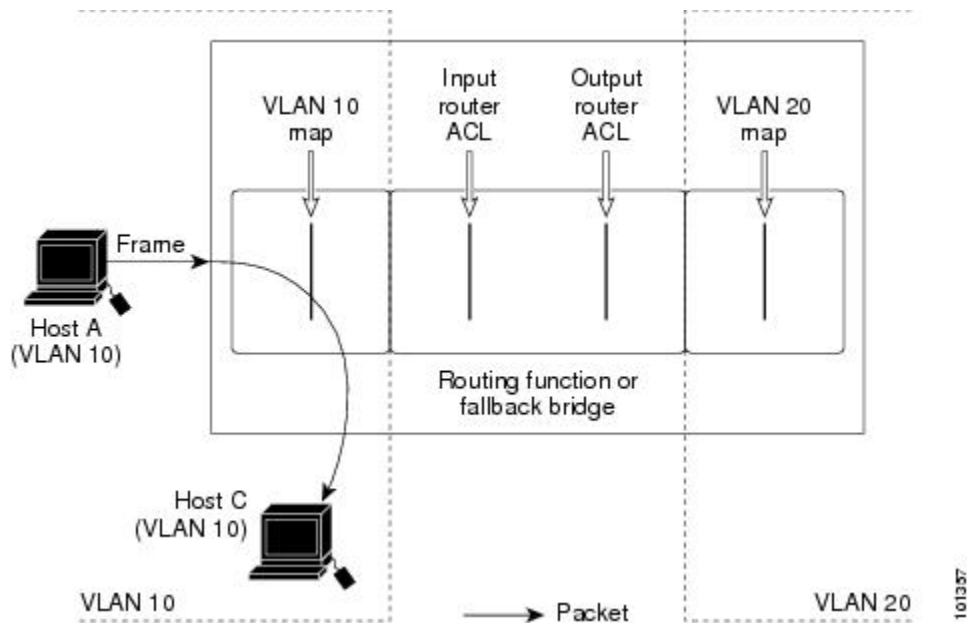 VLAN 10
map
Input
router
ACL
Output
router
ACL
VLAN 20
map
Frame
Host A
(VLAN 10)
Routing function or
fallback bridge
Host C
(VLAN 10)
VLAN 10
Packet
VLAN 20
101357